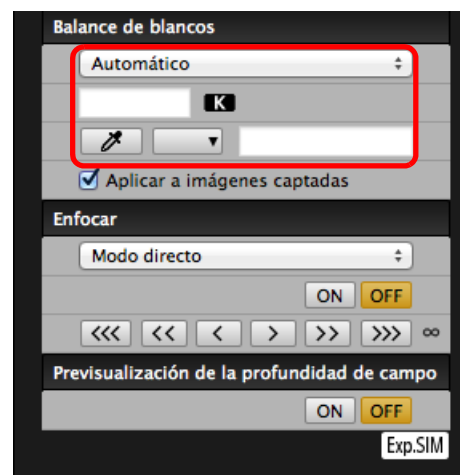 Balance de blancos
Automático
K
Aplicar a imágenes captadas
Enfocar
Modo directo
ON OFF
<<< << < > >> >>> ∞
Previsualización de la profundidad de campo
ON OFF
Exp.SIM